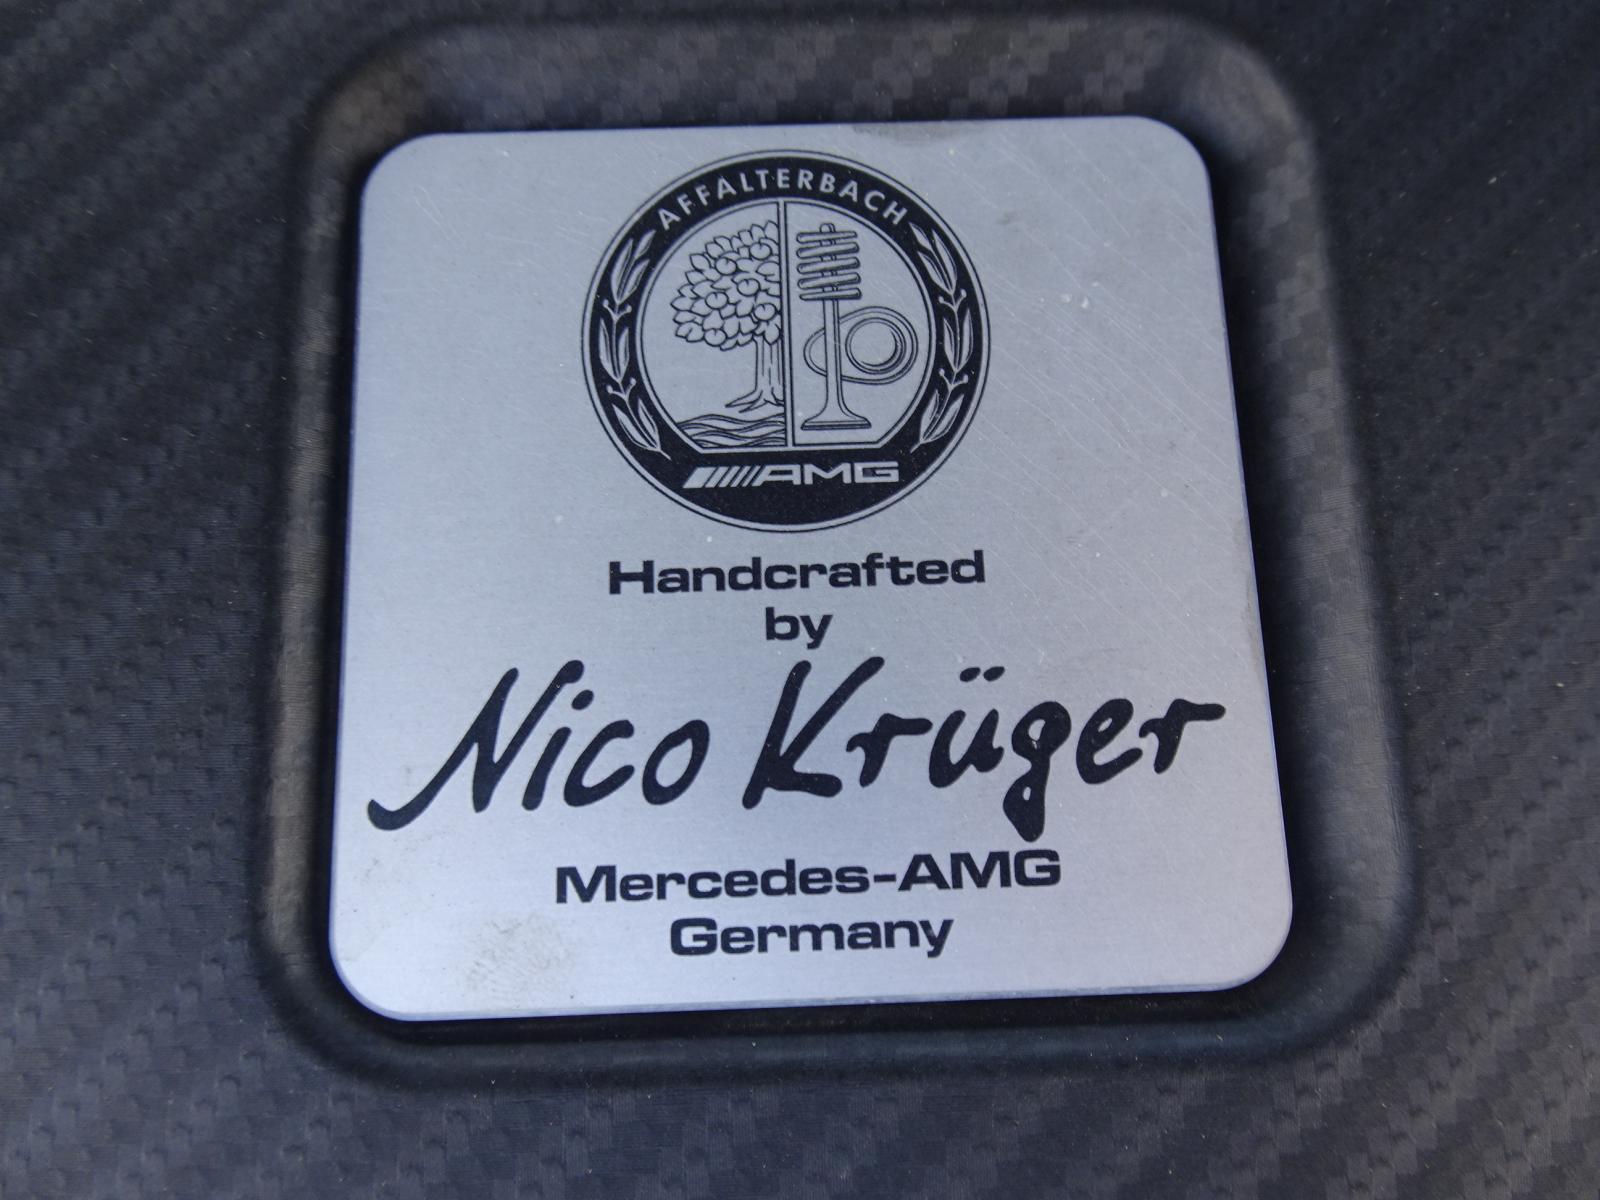 AFFALTERBACH
AMG
Handcrafted
by
Nico Krüger
Mercedes-AMG
Germany